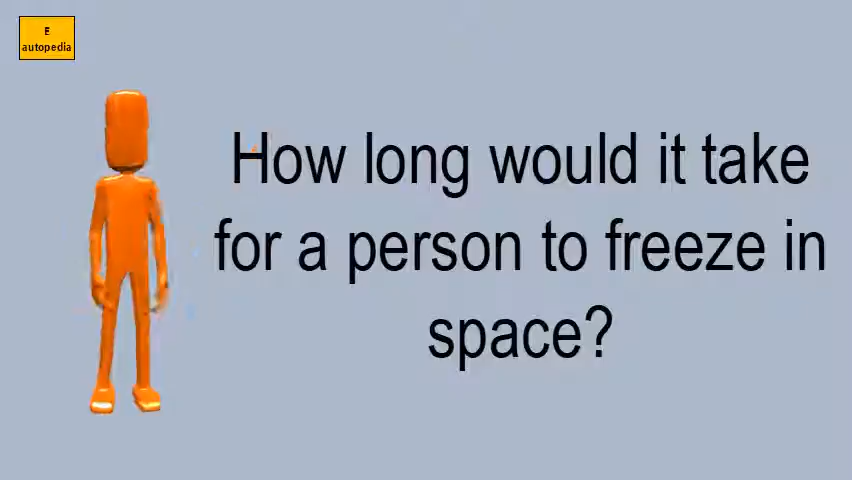 E
autopedia
How long would it take
for a person to freeze in
space?